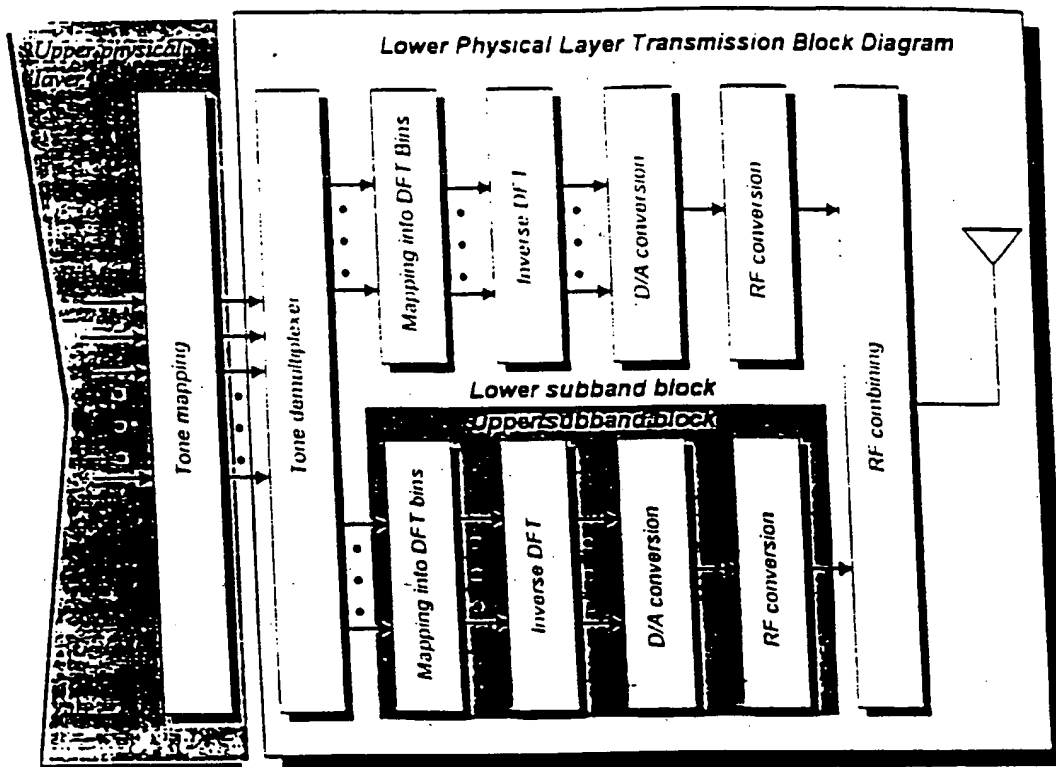 Upper physical
layer
Lower Physical Layer Transmission Block Diagram
Tone mapping
Tone demultiplexer
Mapping into DFT Bins
Inverse DFT
D/A conversion
RF conversion
RF combining
Lower subband block
Upper subband block
Mapping into DFT bins
Inverse DFT
D/A conversion
RF conversion